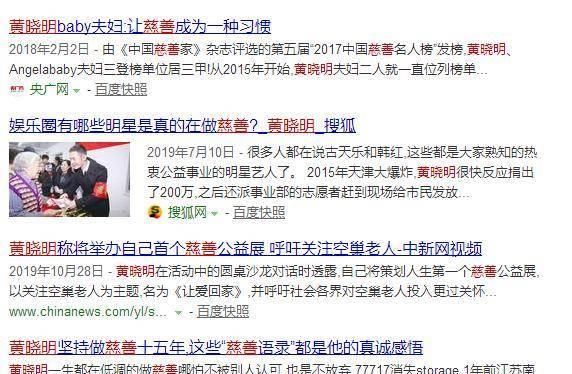 黄晓明baby夫妇:让慈善成为一种习惯
2018年2月2日 - 由《中国慈善家》杂志评选的第五届“2017中国慈善名人榜”发榜,黄晓明、
Angelababy夫妇三登榜单位居三甲!从2015年开始,黄晓明夫妇二人就一直位列榜单...
央广网 - 百度快照
娱乐圈有哪些明星是真的在做慈善?_黄晓明_搜狐
2019年7月10日 - 很多人都在说古天乐和韩红,这些都是大家熟知的热
衷公益事业的明星艺人了。 2015年天津大爆炸,黄晓明很快反应捐出
了200万,之后还派事业部的志愿者赶到现场给市民发放...
搜狐网 - 百度快照
黄晓明称将举办自己首个慈善公益展 呼吁关注空巢老人-中新网视频
2019年10月28日 - 黄晓明在活动中的圆桌沙龙对话时透露,自己将策划人生第一个慈善公益展,
以关注空巢老人为主题,名为《让爱回家》,并呼吁社会各界对空巢老人投入更过关怀...
www.chinanews.com/yl/s... - 百度快照
黄晓明坚持做慈善十五年,这些“慈善语录”都是他的真诚感悟
黄晓明一生都在低调的做慈善哪怕不被别人认可,也是不放弃 77717消失storage.1年前江苏南